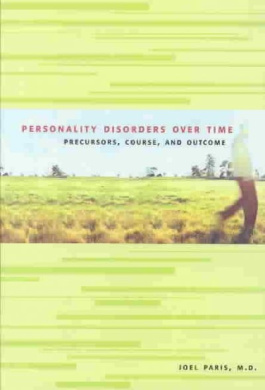 PERSONALITY DISORDERS OVER TIME
PRECURSORS, COURSE, AND OUTCOME
JOEL PARIS, M.D.